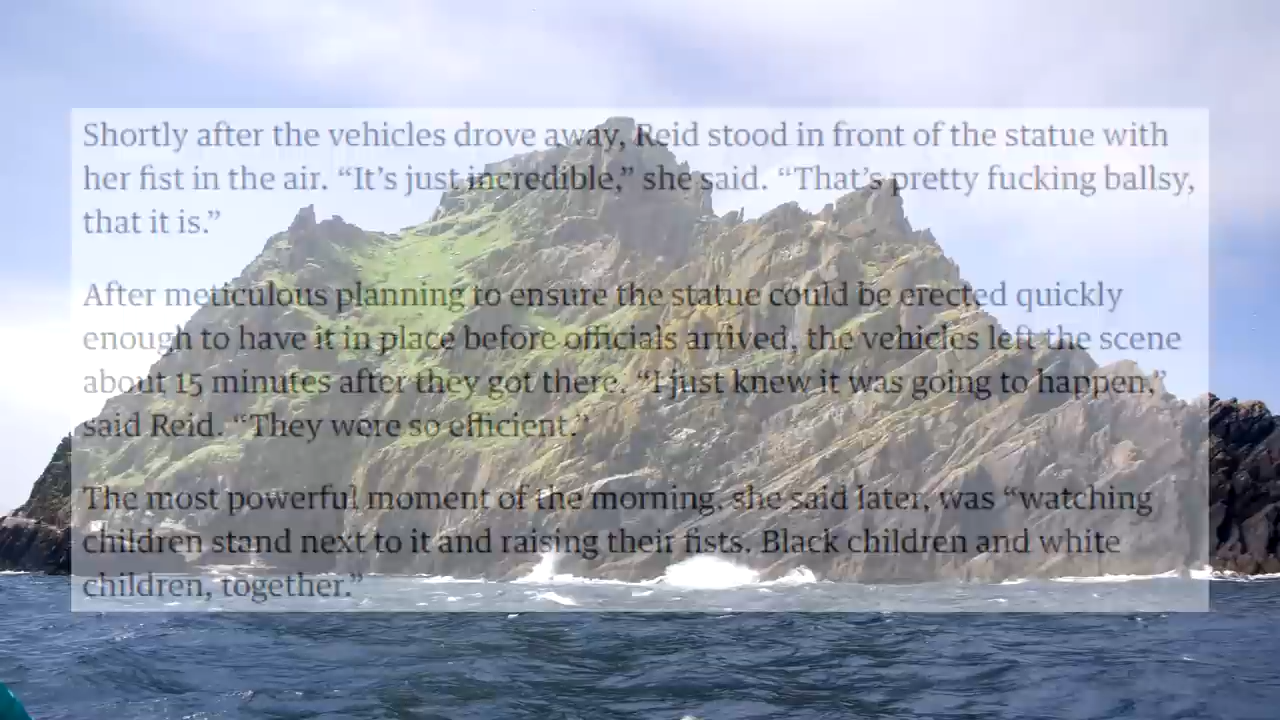 Shortly after the vehicles drove away, Reid stood in front of the statue with
her fist in the air. “It’s just incredible,” she said. “That’s pretty fucking ballsy,
that it is.”
After meticulous planning to ensure the statue could be erected quickly
enough to have it in place before officials arrived, the vehicles left the scene
about 15 minutes after they got there. “I just knew it was going to happen,”
said Reid. “They were so efficient.”
The most powerful moment of the morning, she said later, was “watching
children stand next to it and raising their fists. Black children and white
children, together.”